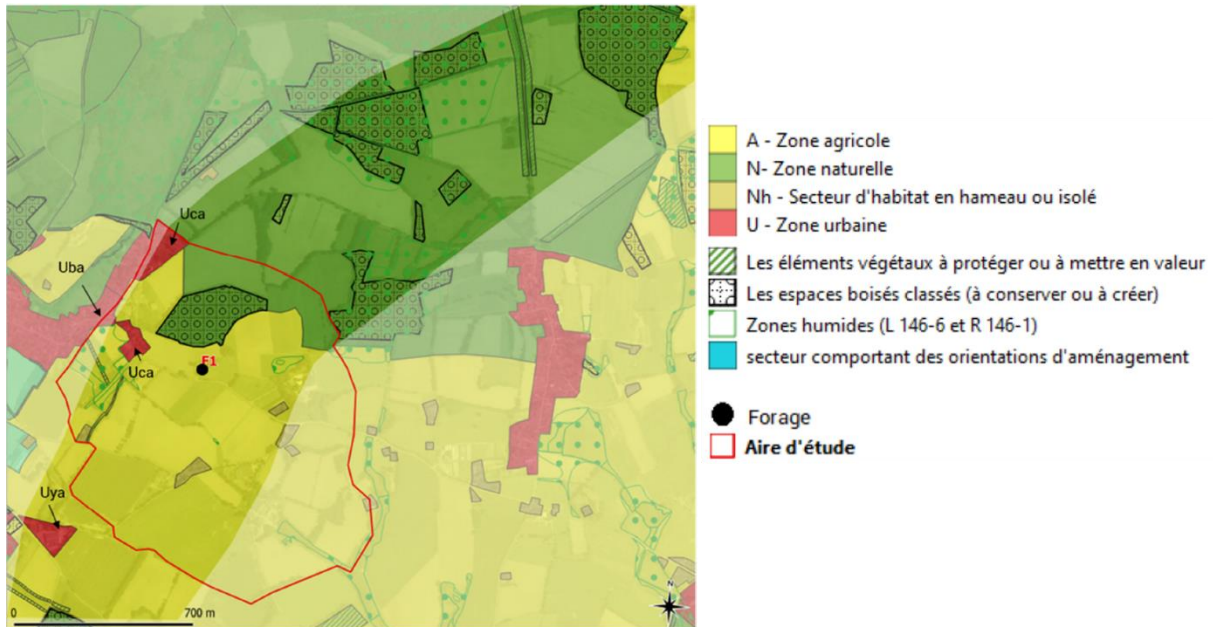 Uca
Uba
Uca
F1
Uya
0 700 m
N
A - Zone agricole
N- Zone naturelle
Nh - Secteur d'habitat en hameau ou isolé
U - Zone urbaine
Les éléments végétaux à protéger ou à mettre en valeur
Les espaces boisés classés (à conserver ou à créer)
Zones humides (L 146-6 et R 146-1)
secteur comportant des orientations d'aménagement
Forage
Aire d'étude